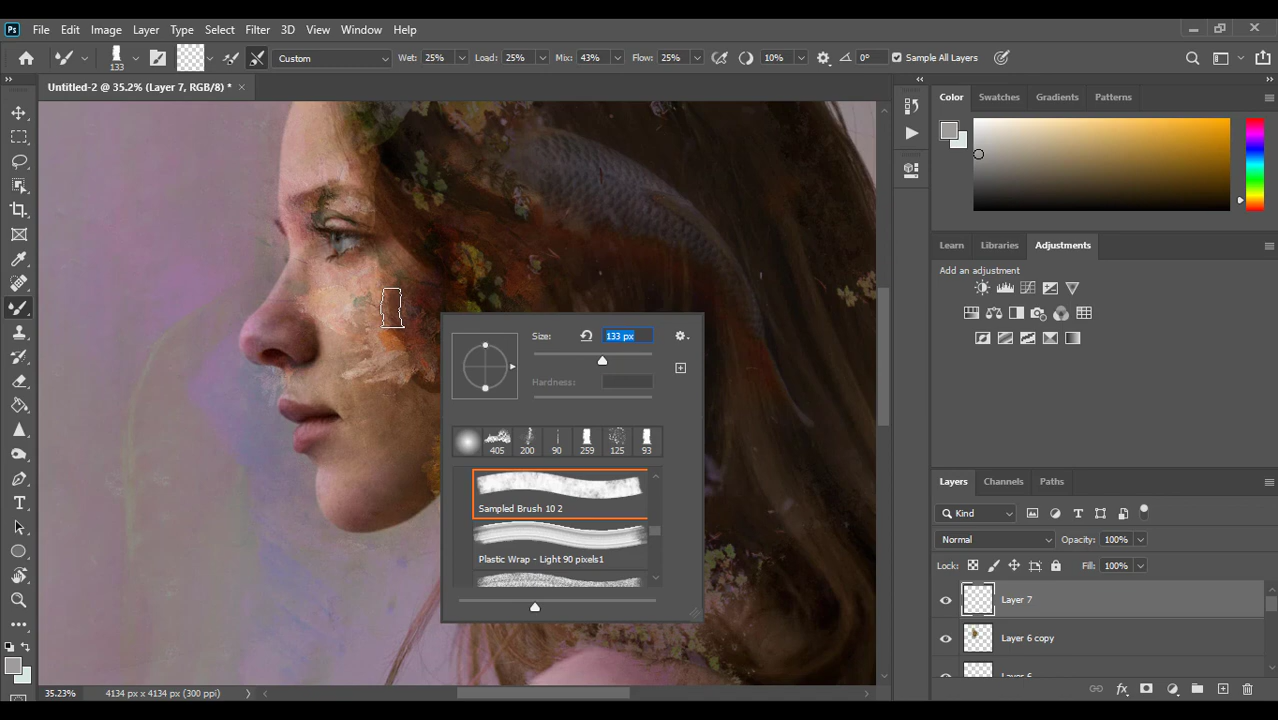 Ps File Edit Image Layer Type Select Filter 3D View Window Help
133 Custom Wet: 25% Load: 25% Mix: 43% Flow: 25% 10% 0° Sample All Layers
Untitled-2 @ 35.2% (Layer 7, RGB/8) *
Color Swatches Gradients Patterns
Learn Libraries Adjustments
Add an adjustment
Size: 133 px
Hardness:
405 200 90 259 125 93
Sampled Brush 10 2
Plastic Wrap - Light 90 pixels1
Layers Channels Paths
Kind
Normal Opacity: 100%
Lock: Fill: 100%
Layer 7
Layer 6 copy
Layer 6
35.23% 4134 px x 4134 px (300 ppi)